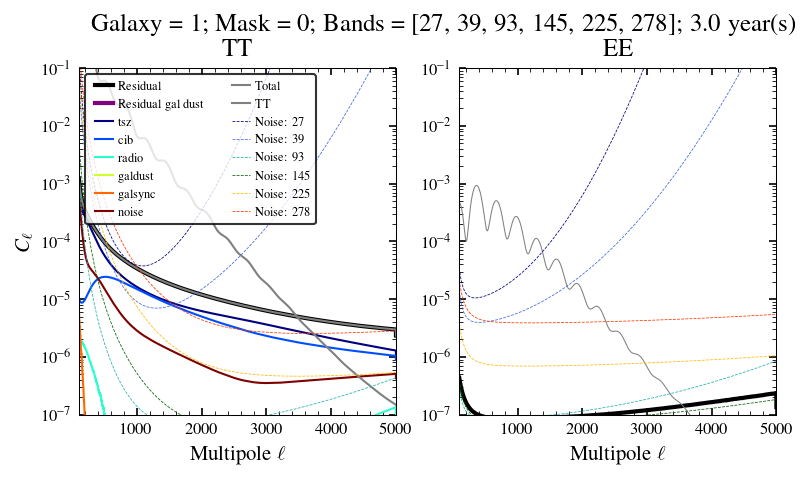 Galaxy = 1; Mask = 0; Bands = [27, 39, 93, 145, 225, 278]; 3.0 year(s)
TT
EE
Residual
Residual gal dust
tsz
cib
radio
galdust
galsync
noise
Total
TT
Noise: 27
Noise: 39
Noise: 93
Noise: 145
Noise: 225
Noise: 278
C_ℓ
10^-1
10^-2
10^-3
10^-4
10^-5
10^-6
10^-7
1000 2000 3000 4000 5000
Multipole ℓ
10^-1
10^-2
10^-3
10^-4
10^-5
10^-6
10^-7
1000 2000 3000 4000 5000
Multipole ℓ